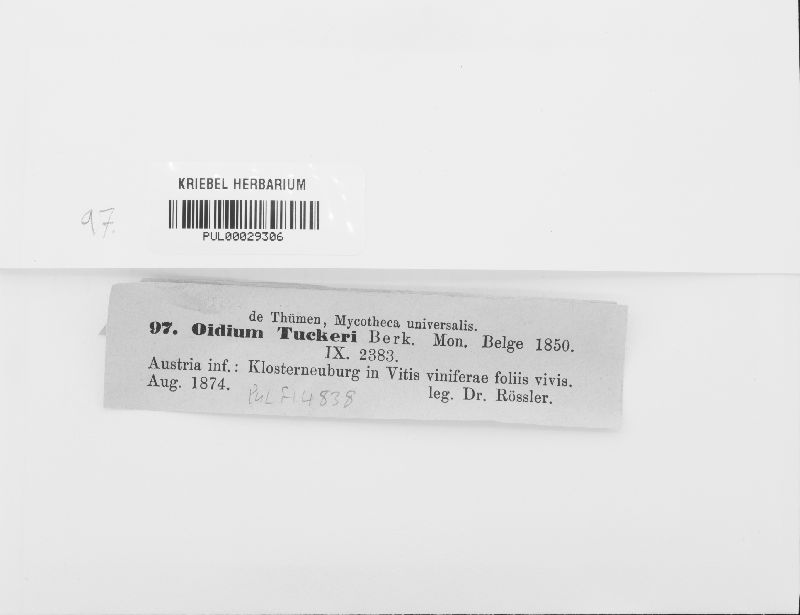 KRIEBEL HERBARIUM
97.
PUL00029306
de Thümen, Mycotheca universalis.
97. Oidium Tuckeri Berk. Mon. Belge 1850.
IX. 2383.
Austria inf.: Klosterneuburg in Vitis viniferae foliis vivis.
Aug. 1874. leg. Dr. Rössler.
PUL F14838